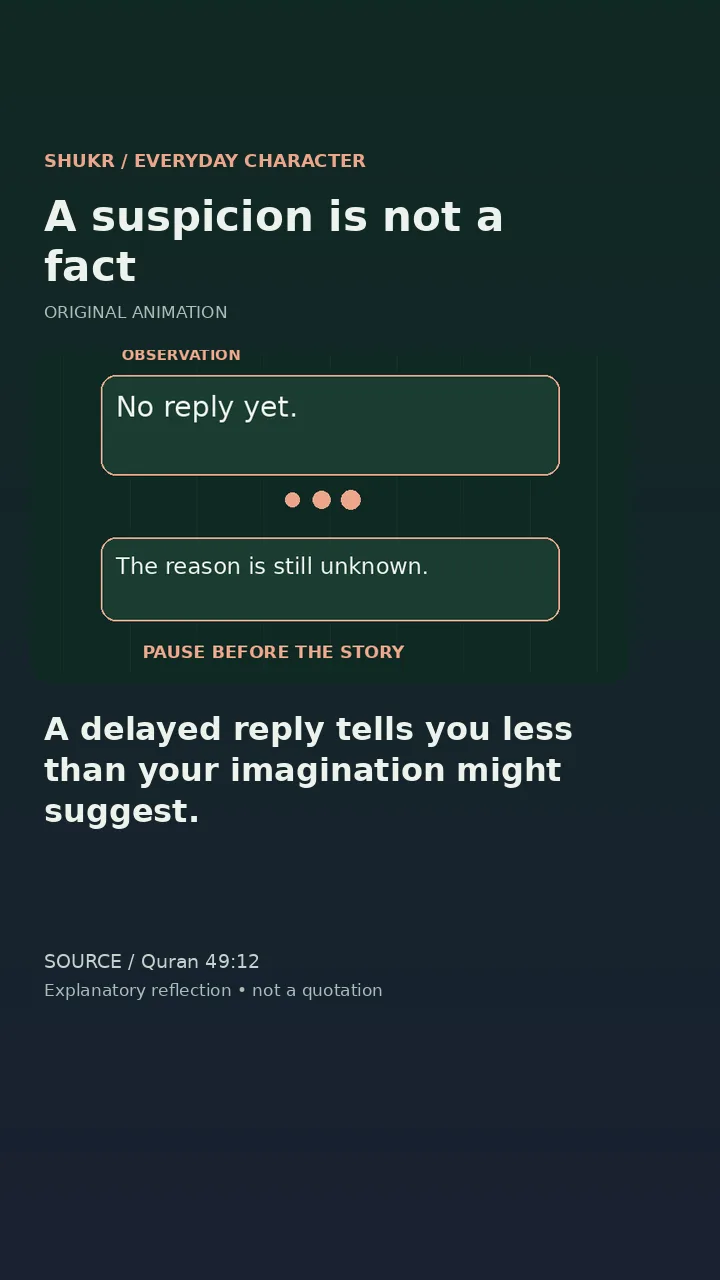 SHUKR / EVERYDAY CHARACTER
A suspicion is not a
fact
ORIGINAL ANIMATION
OBSERVATION
No reply yet.
The reason is still unknown.
PAUSE BEFORE THE STORY
A delayed reply tells you less
than your imagination might
suggest.
SOURCE / Quran 49:12
Explanatory reflection • not a quotation